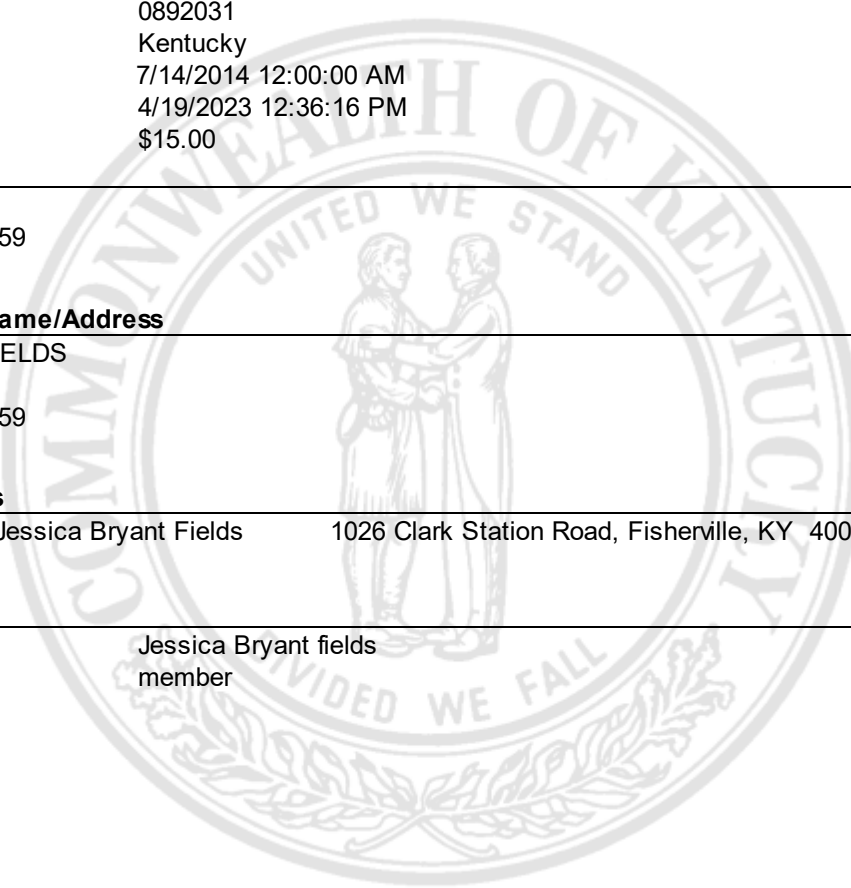 0892031
Kentucky
7/14/2014 12:00:00 AM
4/19/2023 12:36:16 PM
$15.00
59
ame/Address
ELDS
59
s
Jessica Bryant Fields 1026 Clark Station Road, Fisherville, KY 400
Jessica Bryant fields
member
COMMONWEALTH OF KENTUCKY
UNITED WE STAND
DIVIDED WE FALL